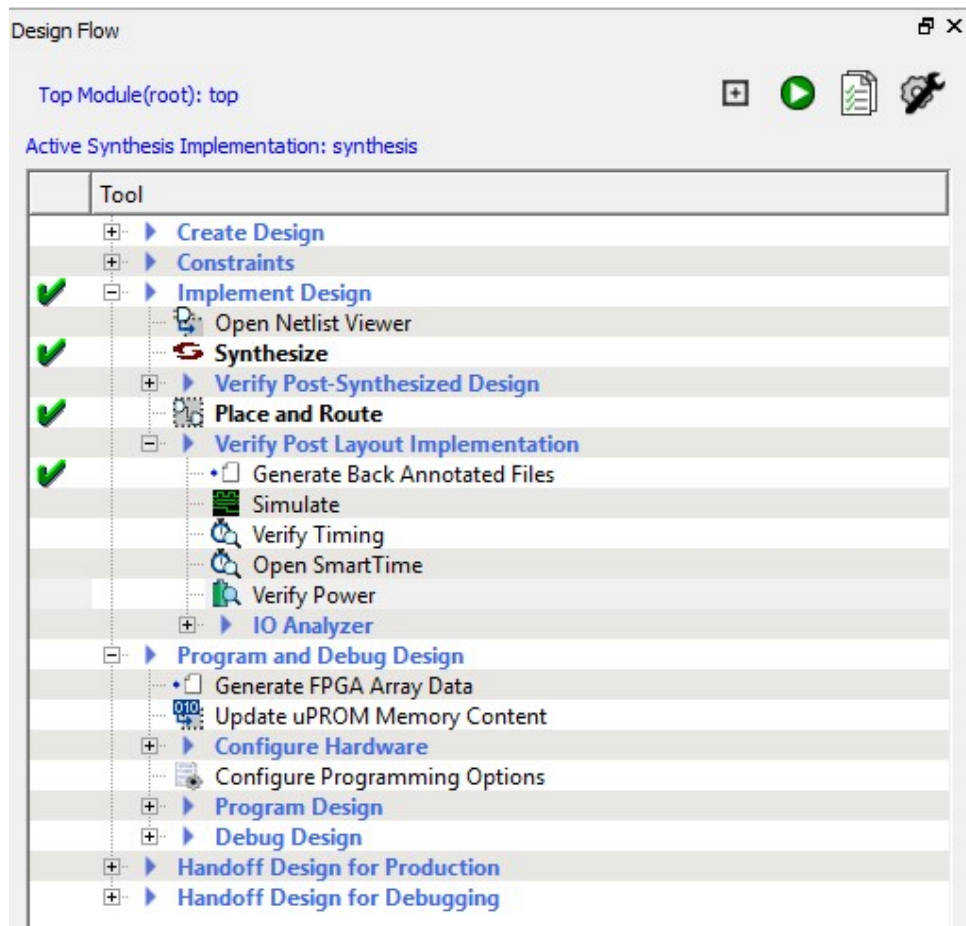 Design Flow
Top Module(root): top
Active Synthesis Implementation: synthesis
Tool
Create Design
Constraints
Implement Design
Open Netlist Viewer
Synthesize
Verify Post-Synthesized Design
Place and Route
Verify Post Layout Implementation
Generate Back Annotated Files
Simulate
Verify Timing
Open SmartTime
Verify Power
IO Analyzer
Program and Debug Design
Generate FPGA Array Data
010 Update uPROM Memory Content
Configure Hardware
Configure Programming Options
Program Design
Debug Design
Handoff Design for Production
Handoff Design for Debugging